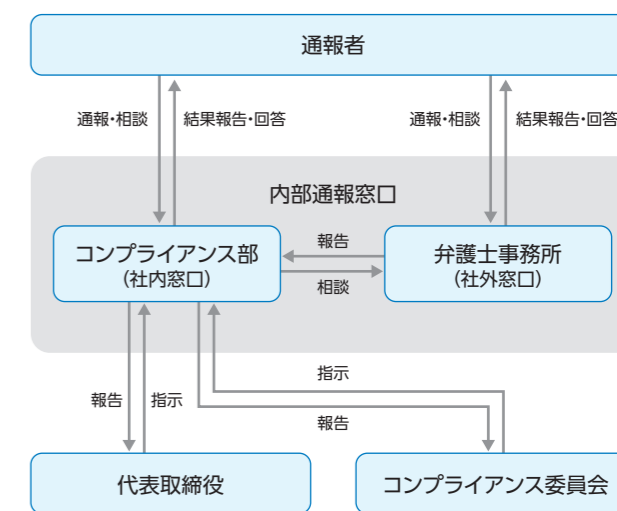 通報者
通報・相談
結果報告・回答
通報・相談
結果報告・回答
内部通報窓口
コンプライアンス部
（社内窓口）
報告
相談
弁護士事務所
（社外窓口）
指示
報告
指示
報告
代表取締役
コンプライアンス委員会